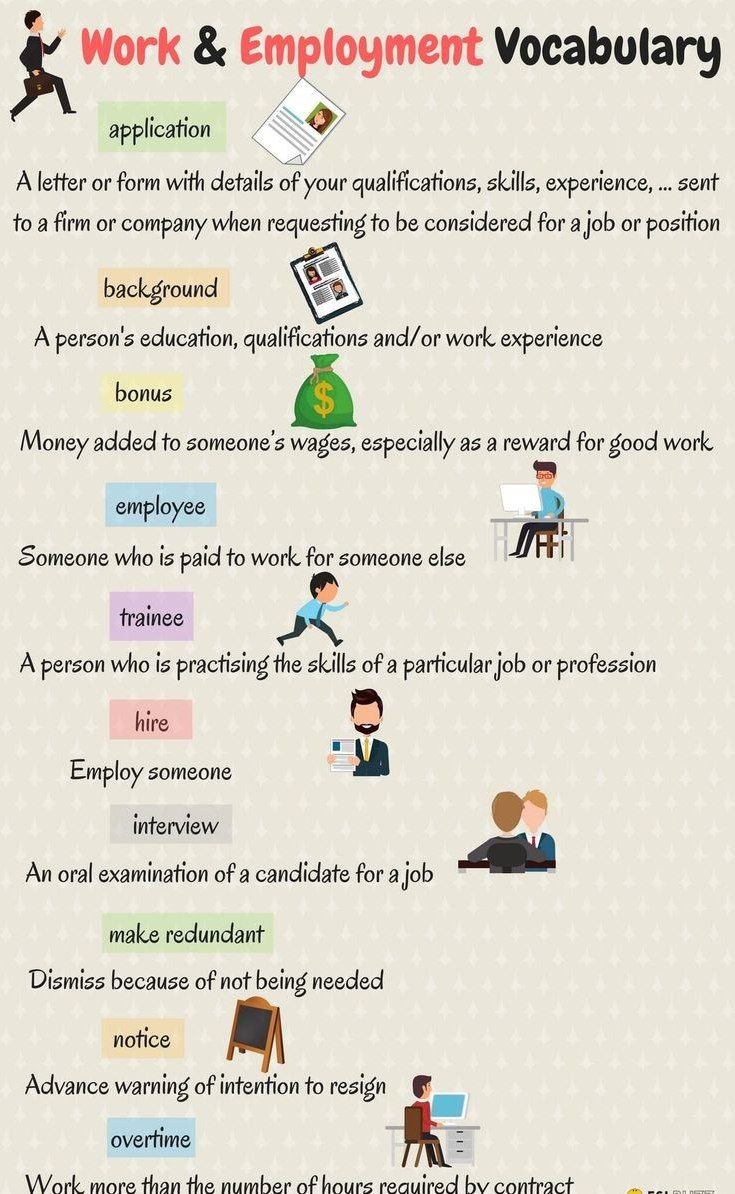 Work & Employment Vocabulary
application
A letter or form with details of your qualifications, skills, experience, ... sent
to a firm or company when requesting to be considered for a job or position
background
A person's education, qualifications and/or work experience
bonus
$
Money added to someone's wages, especially as a reward for good work
employee
Someone who is paid to work for someone else
trainee
A person who is practising the skills of a particular job or profession
hire
Employ someone
interview
An oral examination of a candidate for a job
make redundant
Dismiss because of not being needed
notice
Advance warning of intention to resign
overtime
Work more than the number of hours required by contract